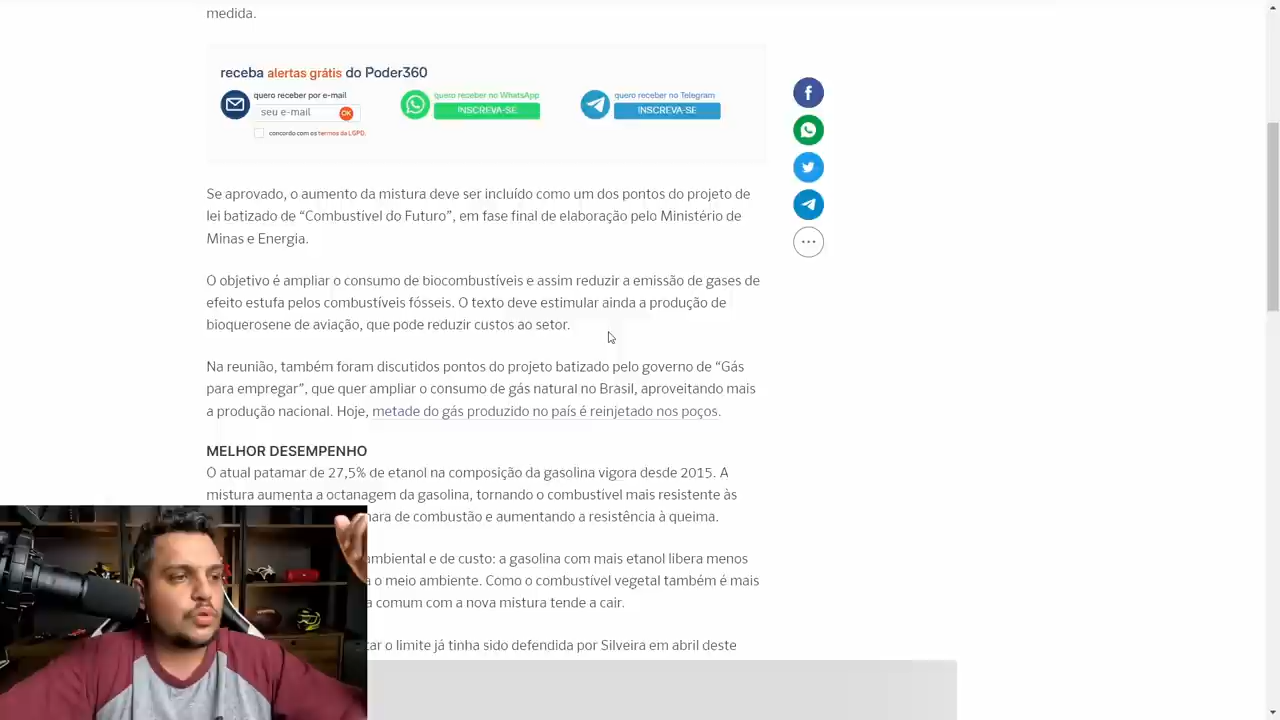 medida.
receba alertas grátis do Poder360
quero receber por e-mail
seu e-mail OK
concordo com os termos da LGPD.
quero receber no WhatsApp
INSCREVA-SE
quero receber no Telegram
INSCREVA-SE
Se aprovado, o aumento da mistura deve ser incluído como um dos pontos do projeto de
lei batizado de “Combustível do Futuro”, em fase final de elaboração pelo Ministério de
Minas e Energia.
O objetivo é ampliar o consumo de biocombustíveis e assim reduzir a emissão de gases de
efeito estufa pelos combustíveis fósseis. O texto deve estimular ainda a produção de
bioquerosene de aviação, que pode reduzir custos ao setor.
Na reunião, também foram discutidos pontos do projeto batizado pelo governo de “Gás
para empregar”, que quer ampliar o consumo de gás natural no Brasil, aproveitando mais
a produção nacional. Hoje, metade do gás produzido no país é reinjetado nos poços.
MELHOR DESEMPENHO
O atual patamar de 27,5% de etanol na composição da gasolina vigora desde 2015. A
mistura aumenta a octanagem da gasolina, tornando o combustível mais resistente às
de combustão e aumentando a resistência à queima.
ambiental e de custo: a gasolina com mais etanol libera menos
o meio ambiente. Como o combustível vegetal também é mais
comum com a nova mistura tende a cair.
o limite já tinha sido defendida por Silveira em abril deste